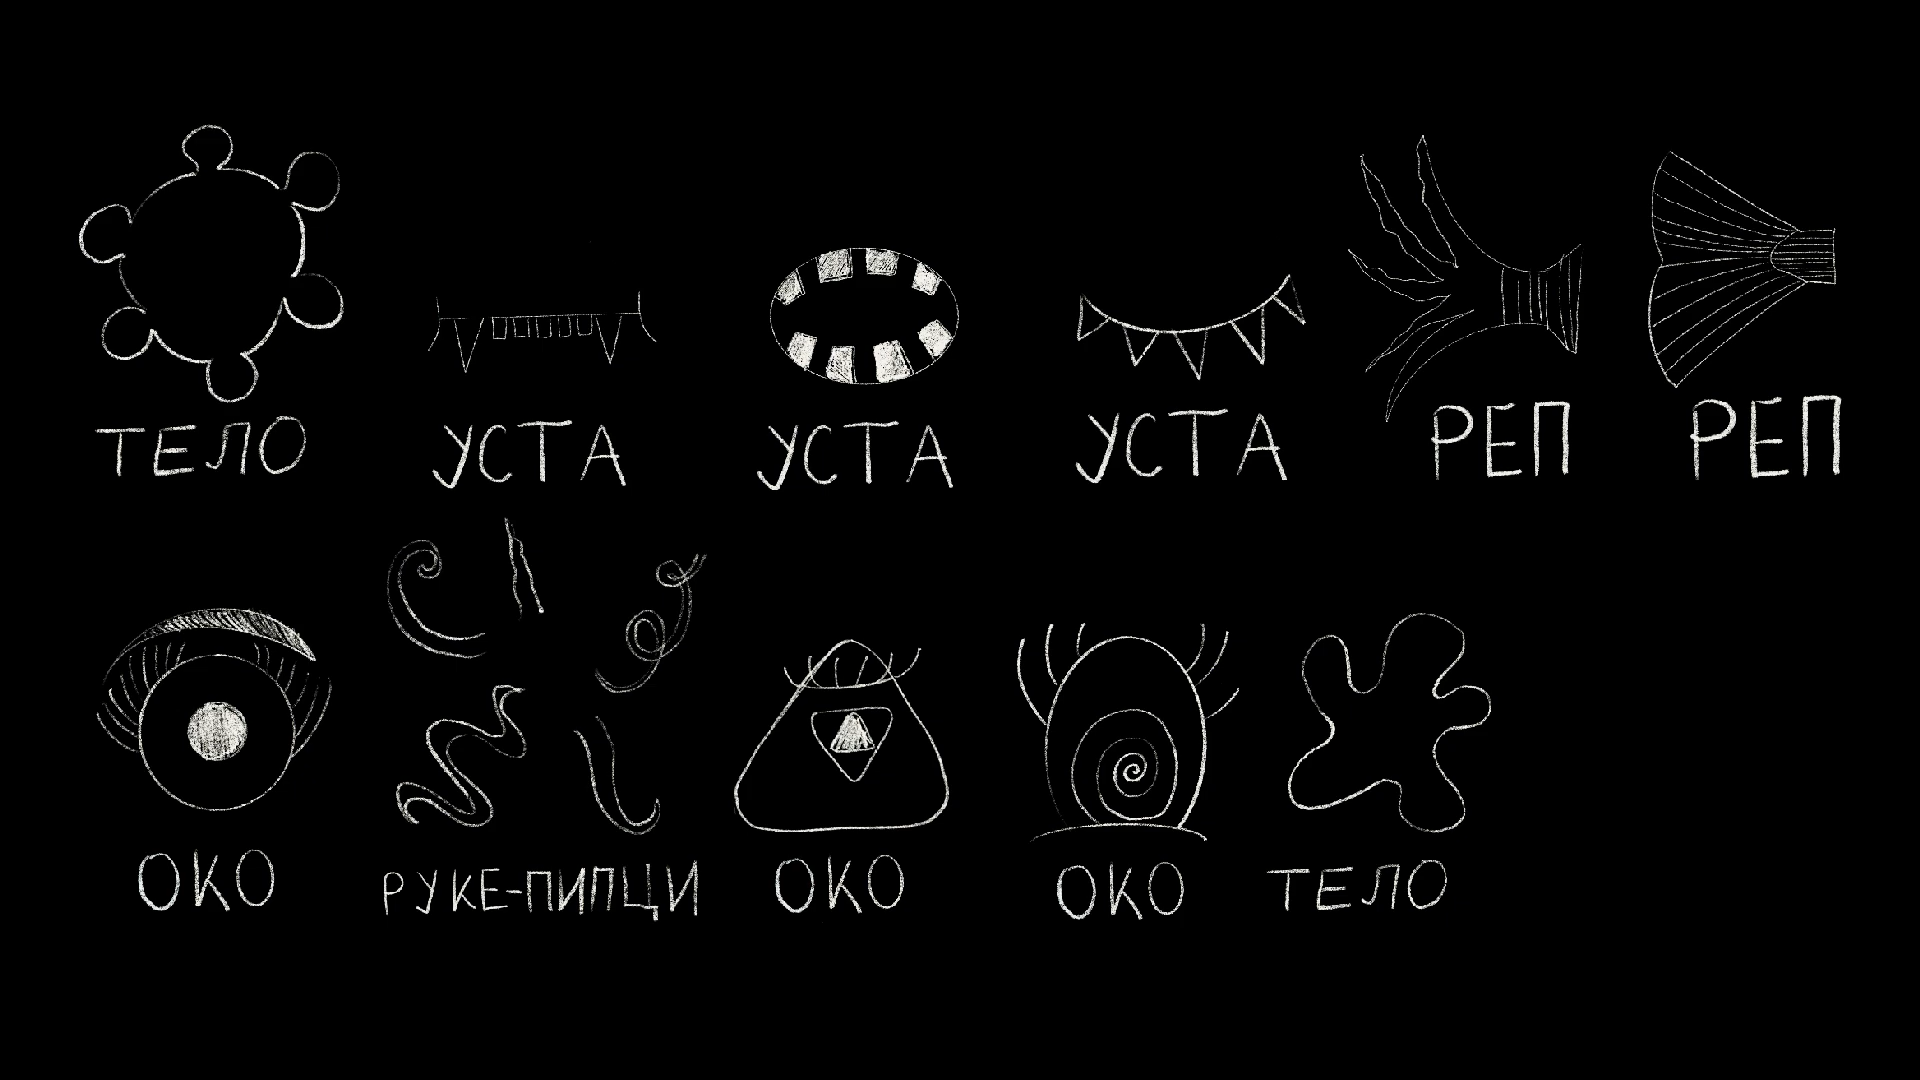 ТЕЛО УСТА УСТА УСТА РЕП РЕП
ОКО РУКЕ-ПИПЦИ ОКО ОКО ТЕЛО